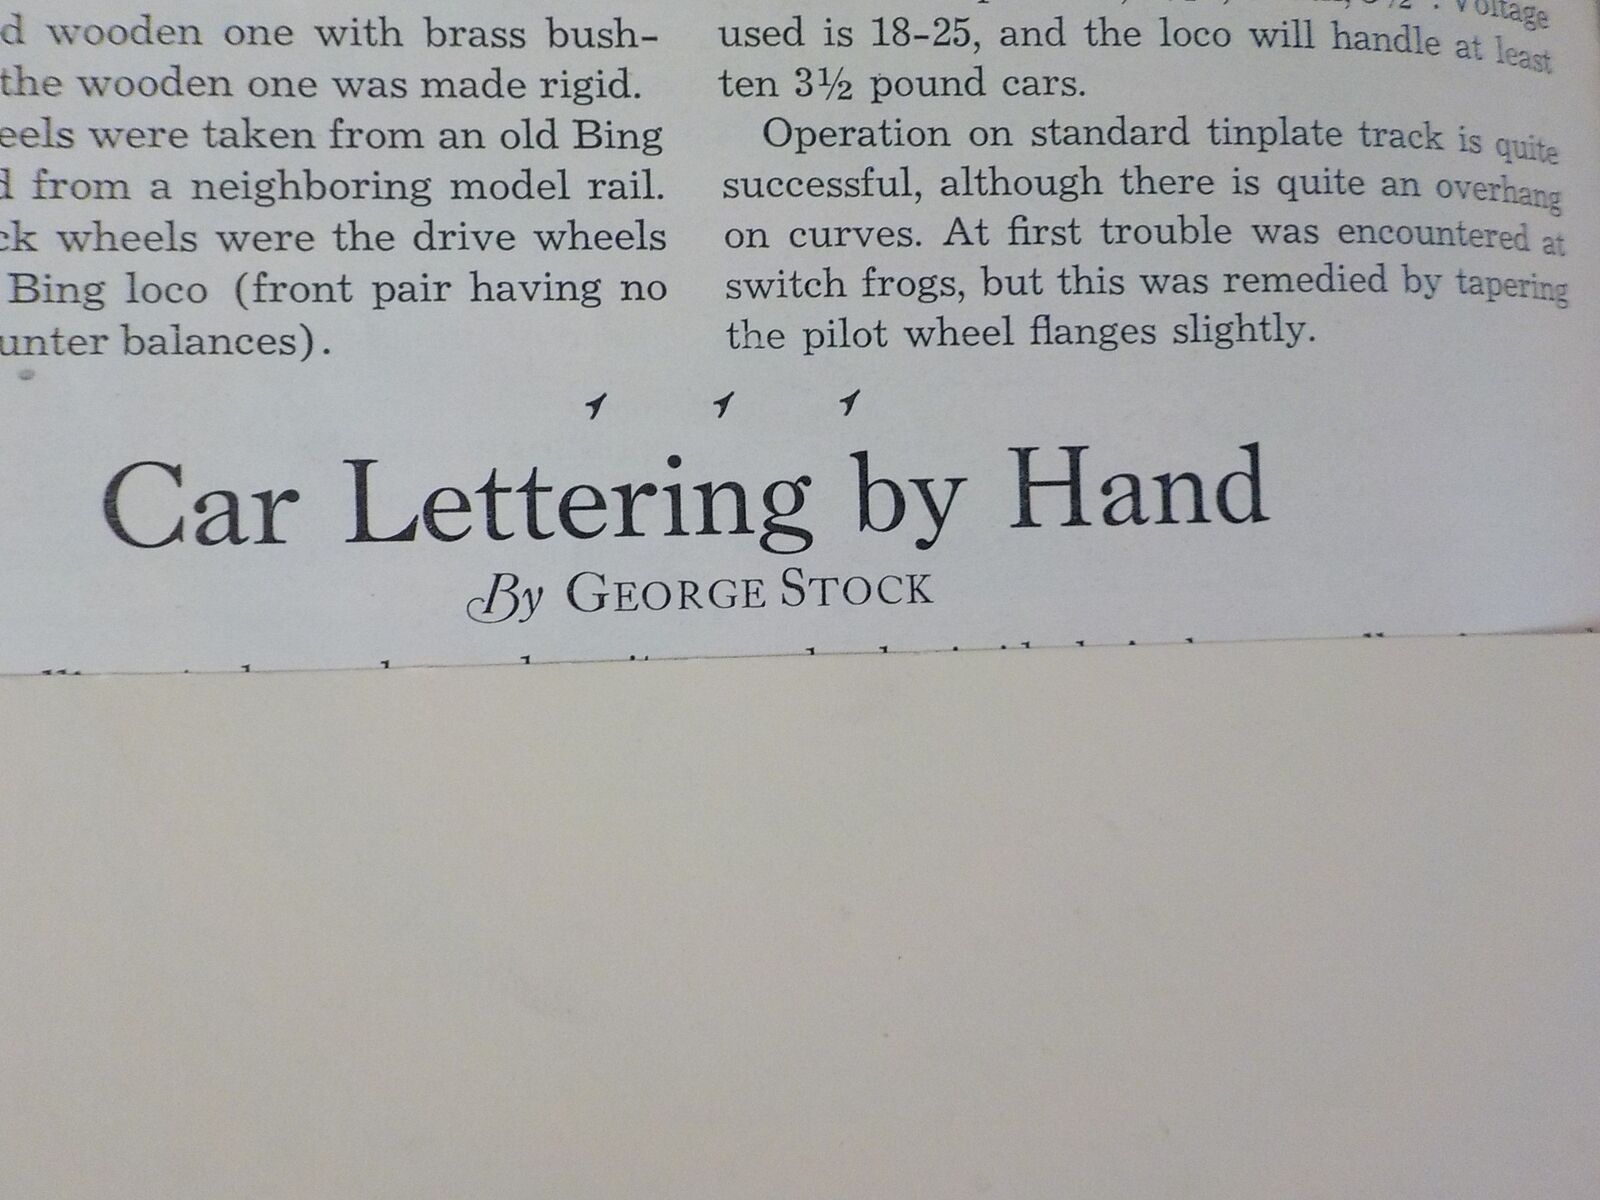 d wooden one with brass bush-
the wooden one was made rigid.
eels were taken from an old Bing
d from a neighboring model rail.
ck wheels were the drive wheels
Bing loco (front pair having no
unter balances).
Voltage
used is 18-25, and the loco will handle at least
ten 3½ pound cars.
Operation on standard tinplate track is quite
successful, although there is quite an overhang
on curves. At first trouble was encountered at
switch frogs, but this was remedied by tapering
the pilot wheel flanges slightly.
Car Lettering by Hand
By GEORGE STOCK